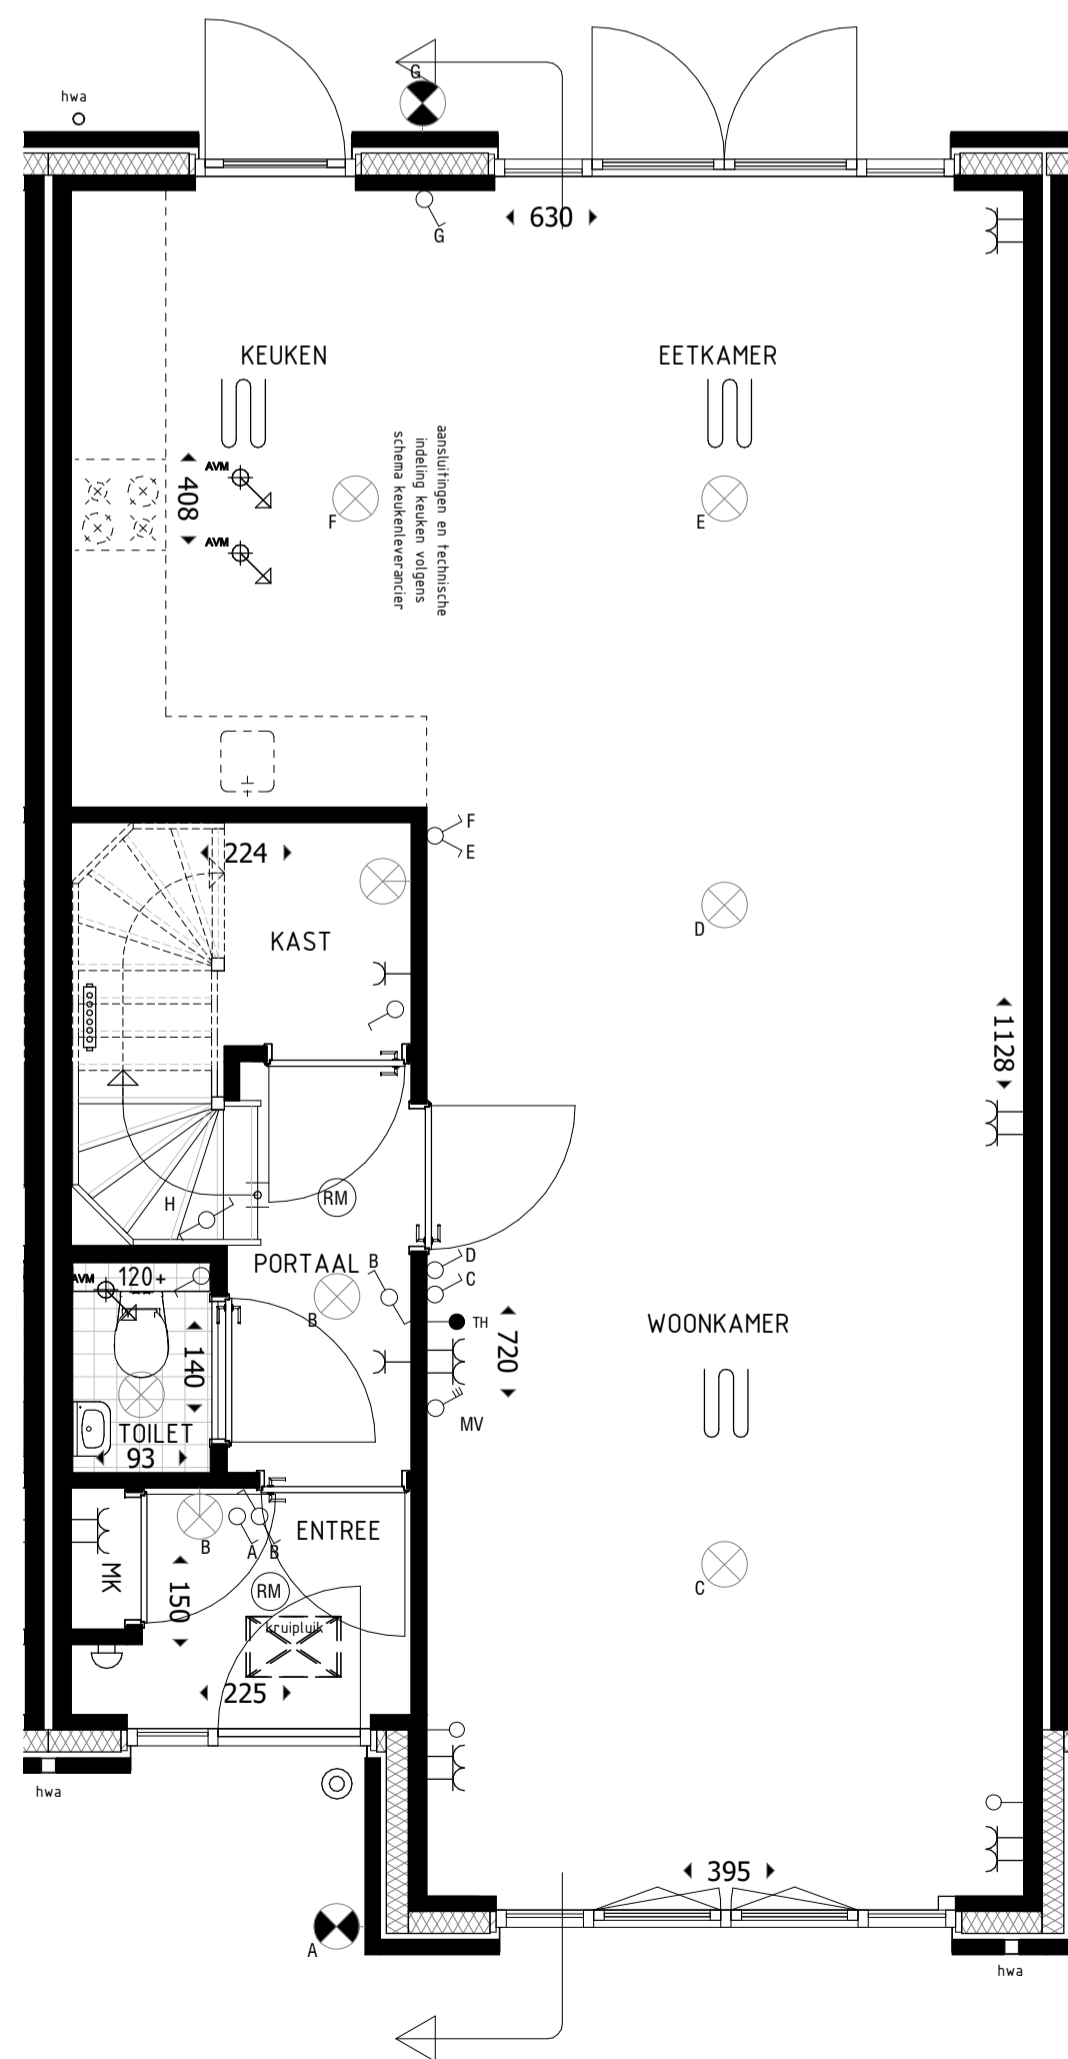 hwa
G
G
630
KEUKEN
EETKAMER
408
AVM
AVM
F
E
aansluitingen en technische
indeling keuken volgens
schema keukenleverancier
F
E
224
KAST
D
1128
H
RM
PORTAAL
B
B
D
C
TH
720
MV
WOONKAMER
AVM
120+
140
TOILET
93
MK
B
A
B
ENTREE
RM
150
kruipluik
225
C
hwa
395
A
hwa